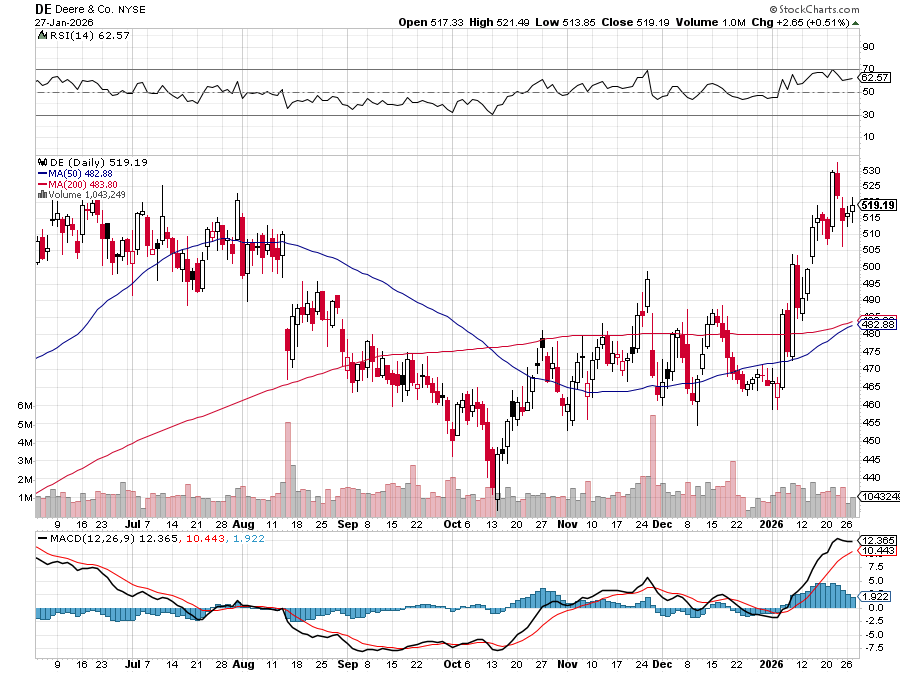 DE Deere & Co. NYSE © StockCharts.com
27-Jan-2026 Open 517.33 High 521.49 Low 513.85 Close 519.19 Volume 1.0M Chg +2.65 (+0.51%)
RSI(14) 62.57
90
70
62.57
50
30
10
DE (Daily) 519.19
MA(50) 482.88
MA(200) 483.80
Volume 1,043,249
530
525
519.19
515
510
505
500
495
490
485
482.88
480
475
470
465
460
455
450
445
440
6M
5M
4M
3M
2M
1M
9 16 23 Jul 7 14 21 28 Aug 11 18 25 Sep 8 15 22 Oct 6 13 20 27 Nov 10 17 24 Dec 8 15 22 2026 12 20 26
MACD(12,26,9) 12.365, 10.443, 1.922
12.365
10.443
7.5
5.0
1.922
0.0
-2.5
-5.0
-7.5
9 16 23 Jul 7 14 21 28 Aug 11 18 25 Sep 8 15 22 Oct 6 13 20 27 Nov 10 17 24 Dec 8 15 22 2026 12 20 26